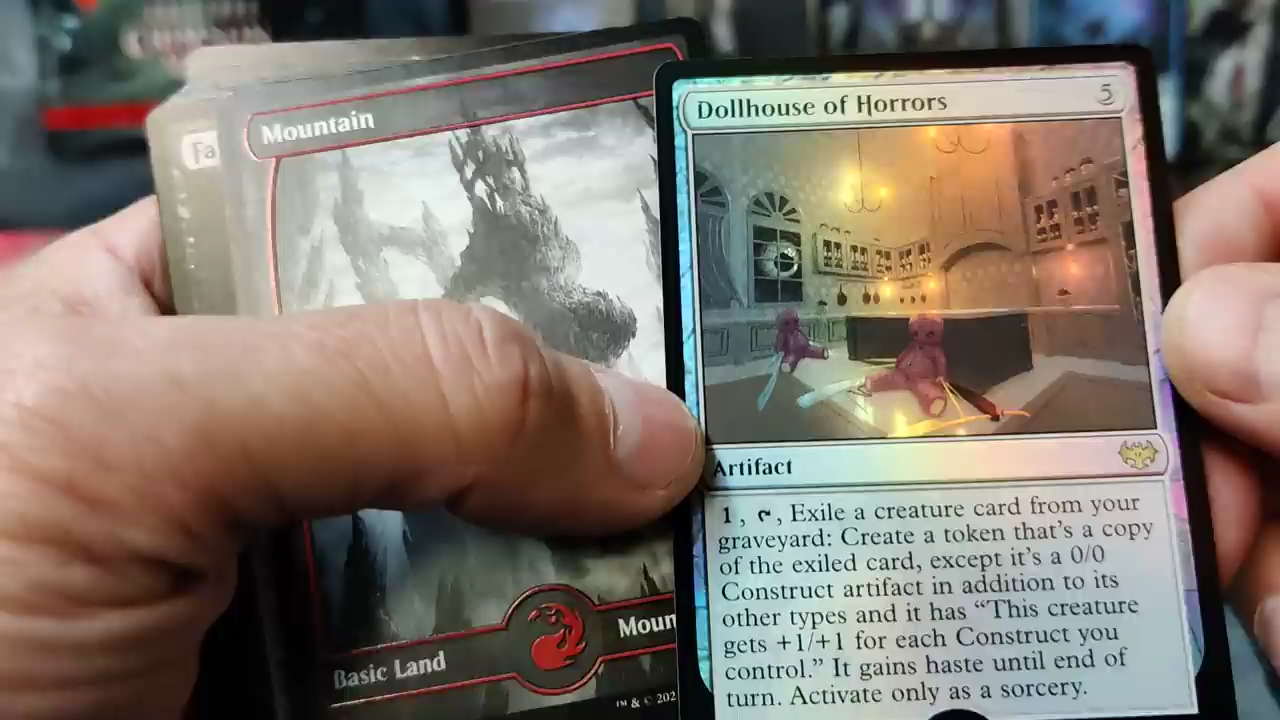 Mountain
Fa
Basic Land
Moun
™ & © 202
Dollhouse of Horrors
5
Artifact
1, , Exile a creature card from your
graveyard: Create a token that's a copy
of the exiled card, except it's a 0/0
Construct artifact in addition to its
other types and it has “This creature
gets +1/+1 for each Construct you
control.” It gains haste until end of
turn. Activate only as a sorcery.